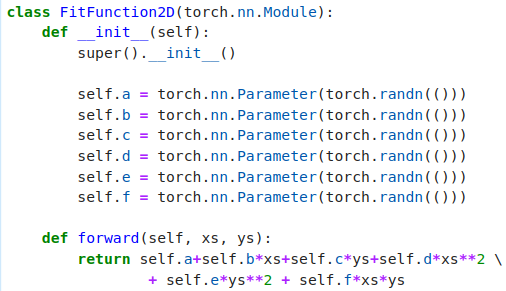 class FitFunction2D(torch.nn.Module):
    def __init__(self):
        super().__init__()

        self.a = torch.nn.Parameter(torch.randn(()))
        self.b = torch.nn.Parameter(torch.randn(()))
        self.c = torch.nn.Parameter(torch.randn(()))
        self.d = torch.nn.Parameter(torch.randn(()))
        self.e = torch.nn.Parameter(torch.randn(()))
        self.f = torch.nn.Parameter(torch.randn(()))

    def forward(self, xs, ys):
        return self.a+self.b*xs+self.c*ys+self.d*xs**2 \
                + self.e*ys**2 + self.f*xs*ys